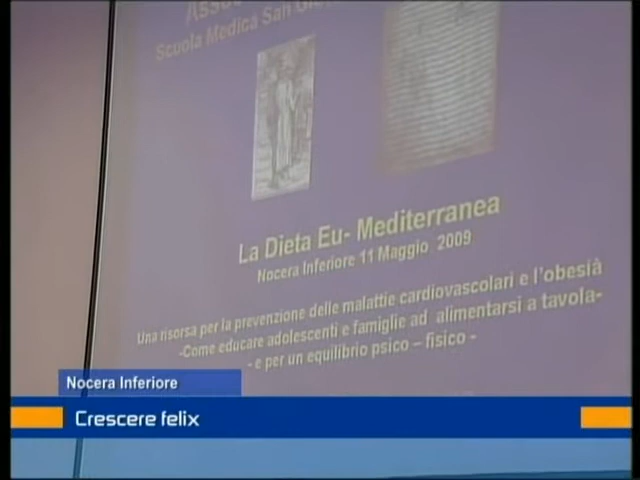 Scuola Medica San
La Dieta Eu- Mediterranea
Nocera Inferiore 11 Maggio 2009
Una risorsa per la prevenzione delle malattie cardiovascolari e l'obesià
-Come educare adolescenti e famiglie ad alimentarsi a tavola-
- e per un equilibrio psico – fisico -
Nocera Inferiore
Crescere felix